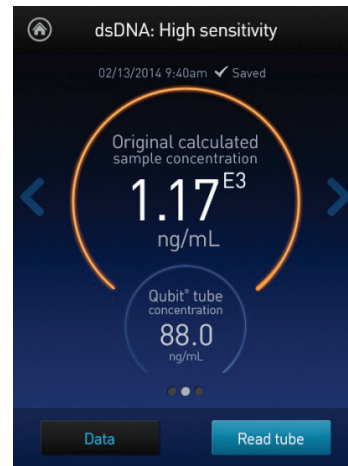 dsDNA: High sensitivity
02/13/2014 9:40am ✓ Saved
Original calculated
sample concentration
1.17E3
ng/mL
Qubit® tube
concentration
88.0
ng/mL
Data Read tube